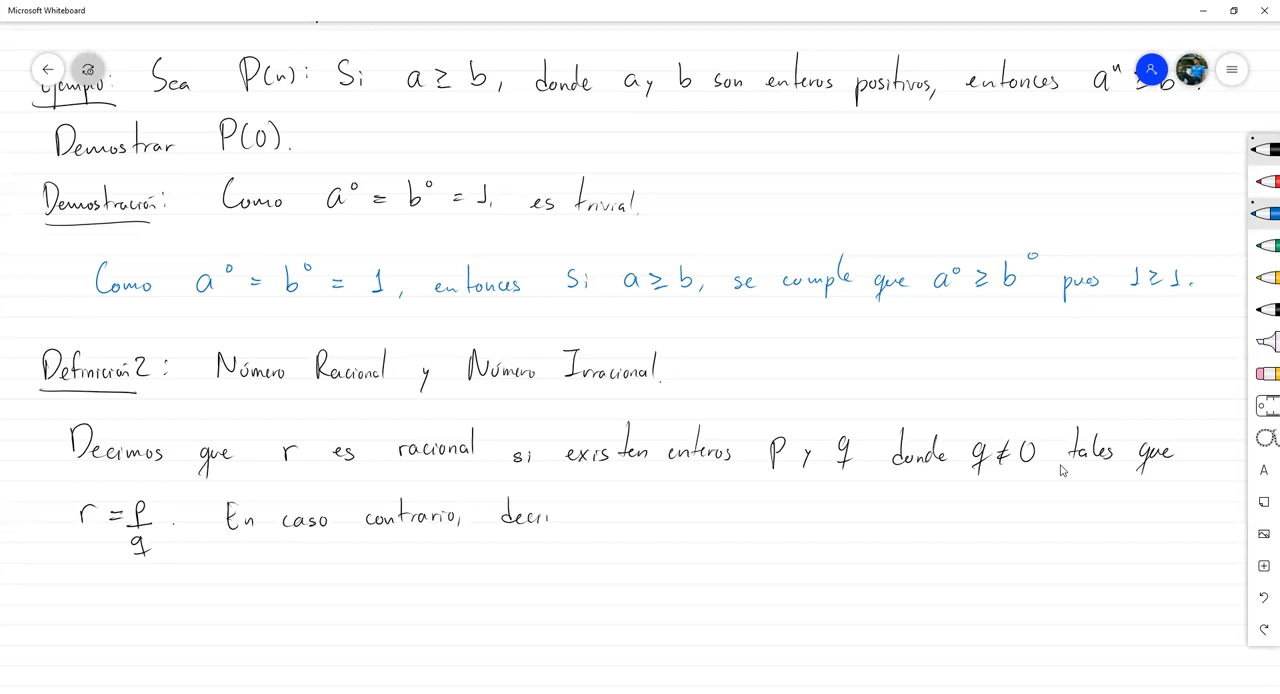 Microsoft Whiteboard
Ejemplo: Sea P(n): Si a ≥ b, donde a y b son enteros positivos, entonces aⁿ ≥ b
Demostrar P(0).
Demostración: Como a⁰ = b⁰ = 1, es trivial.
Como a⁰ = b⁰ = 1, entonces si a ≥ b, se cumple que a⁰ ≥ b⁰ pues 1 ≥ 1.
Definición 2: Número Racional y Número Irracional.
Decimos que r es racional si existen enteros p y q donde q ≠ 0 tales que
r = p/q. En caso contrario, deci